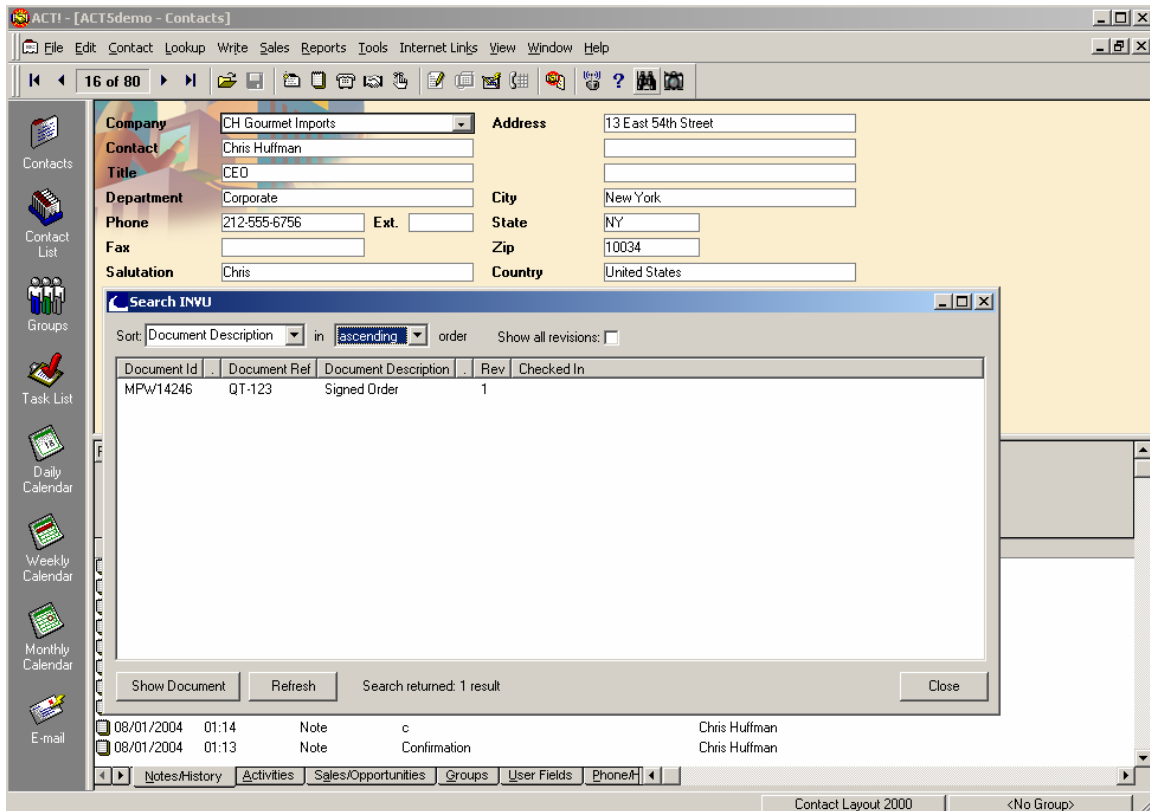 ACT! - [ACT5demo - Contacts]
File Edit Contact Lookup Write Sales Reports Tools Internet Links View Window Help
16 of 80
Contacts
Contact List
Groups
Task List
Daily Calendar
Weekly Calendar
Monthly Calendar
E-mail
Company CH Gourmet Imports Address 13 East 54th Street
Contact Chris Huffman
Title CEO
Department Corporate City New York
Phone 212-555-6756 Ext. State NY
Fax Zip 10034
Salutation Chris Country United States
Search INVU
Sort: Document Description in ascending order Show all revisions:
Document Id . Document Ref Document Description . Rev Checked In
MPW14246 QT-123 Signed Order 1
Show Document Refresh Search returned: 1 result Close
08/01/2004 01:14 Note c Chris Huffman
08/01/2004 01:13 Note Confirmation Chris Huffman
Notes/History Activities Sales/Opportunities Groups User Fields Phone/H
Contact Layout 2000 <No Group>